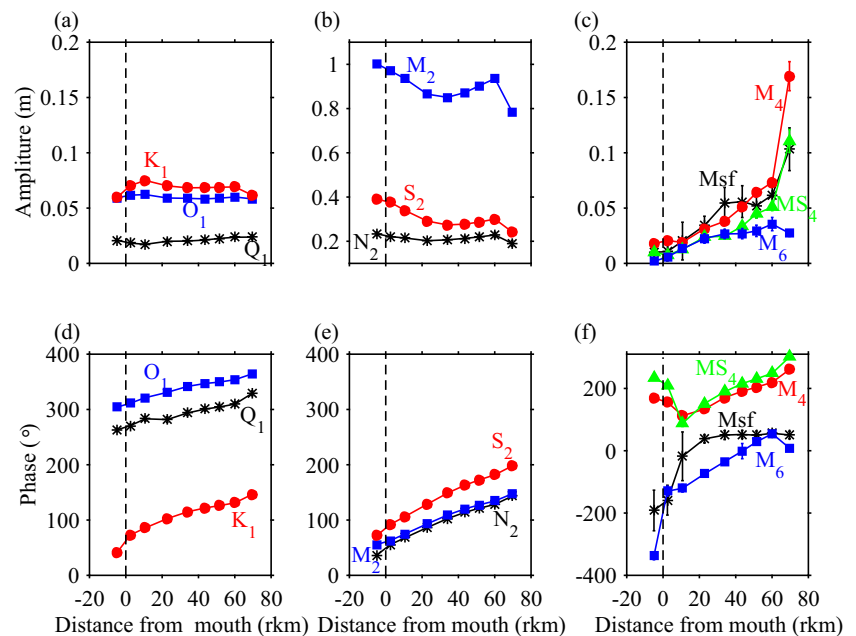 (a) (b) (c)
0.2 1 0.2
0.15 0.8 0.15
0.1 0.6 0.1
0.05 0.4 0.05
0 0.2 0
Ampliture (m)
K1 O1 Q1
M2 S2 N2
M4 Msf MS4 M6
(d) (e) (f)
400 400 200
300 300 0
200 200 -200
100 100 -400
0 0
Phase (°)
O1 Q1 K1
S2 M2 N2
MS4 M4 Msf M6
-20 0 20 40 60 80 -20 0 20 40 60 80 -20 0 20 40 60 80
Distance from mouth (rkm) Distance from mouth (rkm) Distance from mouth (rkm)